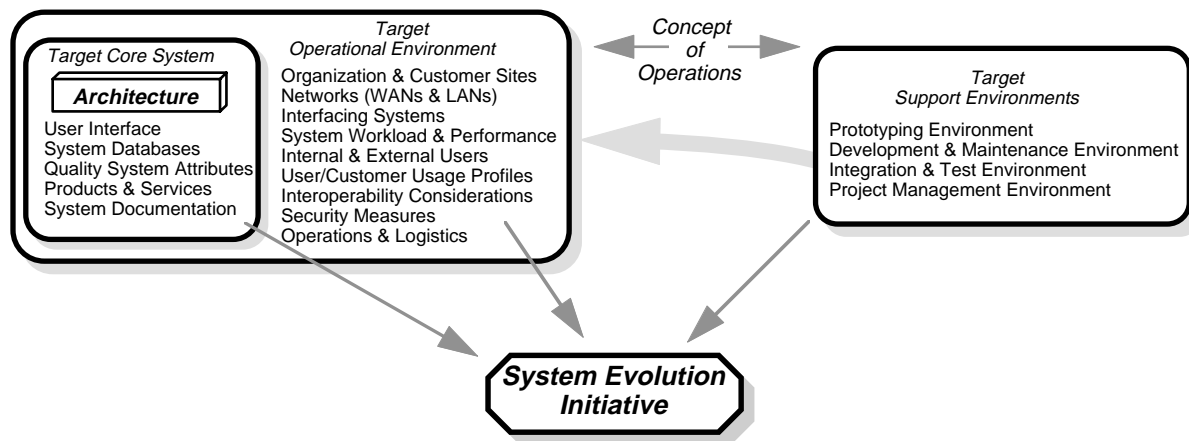 Target Core System
Architecture
User Interface
System Databases
Quality System Attributes
Products & Services
System Documentation
Target
Operational Environment
Organization & Customer Sites
Networks (WANs & LANs)
Interfacing Systems
System Workload & Performance
Internal & External Users
User/Customer Usage Profiles
Interoperability Considerations
Security Measures
Operations & Logistics
Concept
of
Operations
Target
Support Environments
Prototyping Environment
Development & Maintenance Environment
Integration & Test Environment
Project Management Environment
System Evolution
Initiative